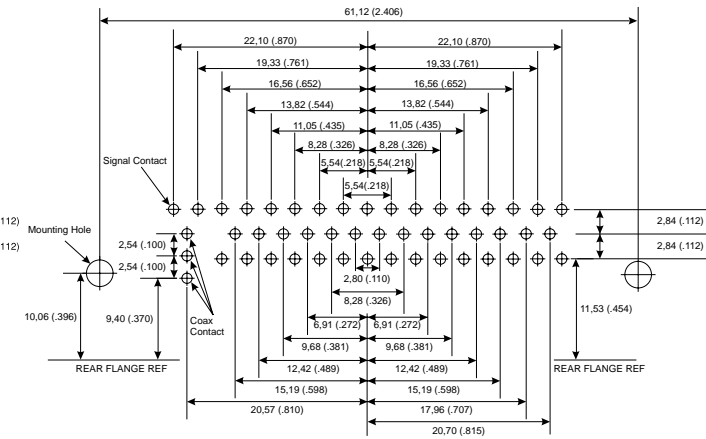 61,12 (2.406)
22,10 (.870) 22,10 (.870)
19,33 (.761) 19,33 (.761)
16,56 (.652) 16,56 (.652)
13,82 (.544) 13,82 (.544)
11,05 (.435) 11,05 (.435)
8,28 (.326) 8,28 (.326)
5,54(.218) 5,54(.218)
Signal Contact
5,54(.218)
.112) 2,84 (.112)
Mounting Hole
.112) 2,54 (.100) 2,84 (.112)
2,54 (.100)
2,80 (.110)
8,28 (.326)
10,06 (.396) 9,40 (.370) Coax
Contact
11,53 (.454)
6,91 (.272) 6,91 (.272)
9,68 (.381) 9,68 (.381)
REAR FLANGE REF 12,42 (.489) 12,42 (.489) REAR FLANGE REF
15,19 (.598) 15,19 (.598)
20,57 (.810) 17,96 (.707)
20,70 (.815)